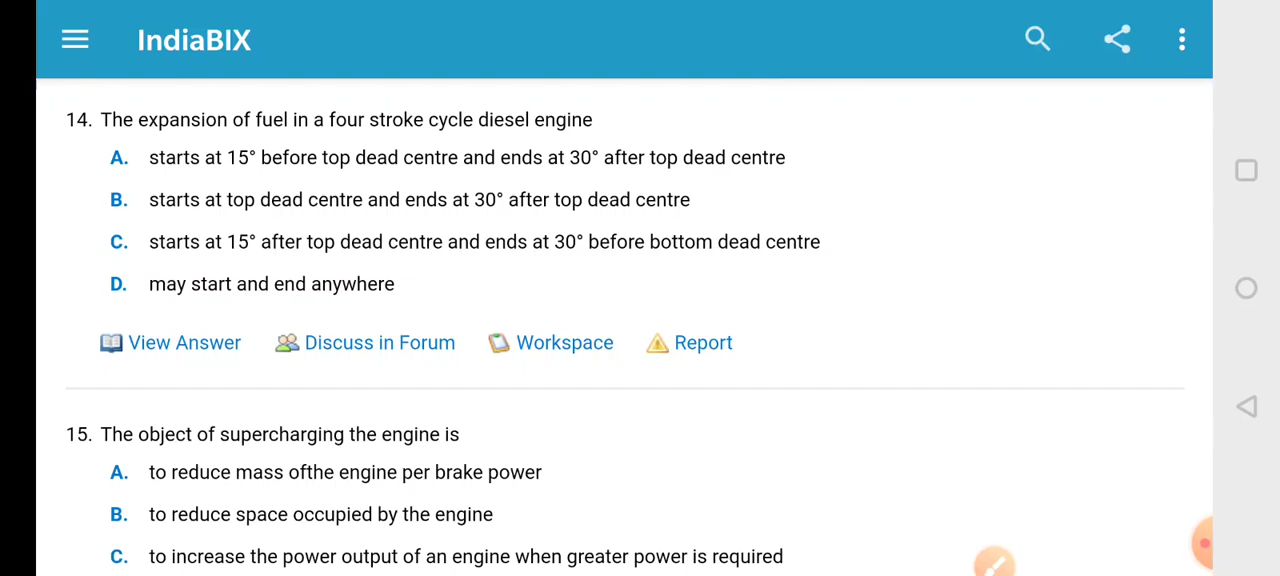 IndiaBIX
14. The expansion of fuel in a four stroke cycle diesel engine
A. starts at 15° before top dead centre and ends at 30° after top dead centre
B. starts at top dead centre and ends at 30° after top dead centre
C. starts at 15° after top dead centre and ends at 30° before bottom dead centre
D. may start and end anywhere
View Answer Discuss in Forum Workspace Report
15. The object of supercharging the engine is
A. to reduce mass ofthe engine per brake power
B. to reduce space occupied by the engine
C. to increase the power output of an engine when greater power is required